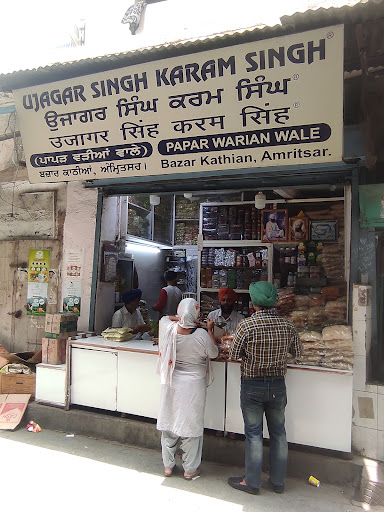 UJAGAR SINGH KARAM SINGH®
ਉਜਾਗਰ ਸਿੰਘ ਕਰਮ ਸਿੰਘ®
उजागर सिंह करम सिंह®
(ਪਾਪੜ ਵੜੀਆਂ ਵਾਲੇ) PAPAR WARIAN WALE
ਬਜ਼ਾਰ ਕਾਠੀਆਂ, ਅੰਮ੍ਰਿਤਸਰ। Bazar Kathian, Amritsar.